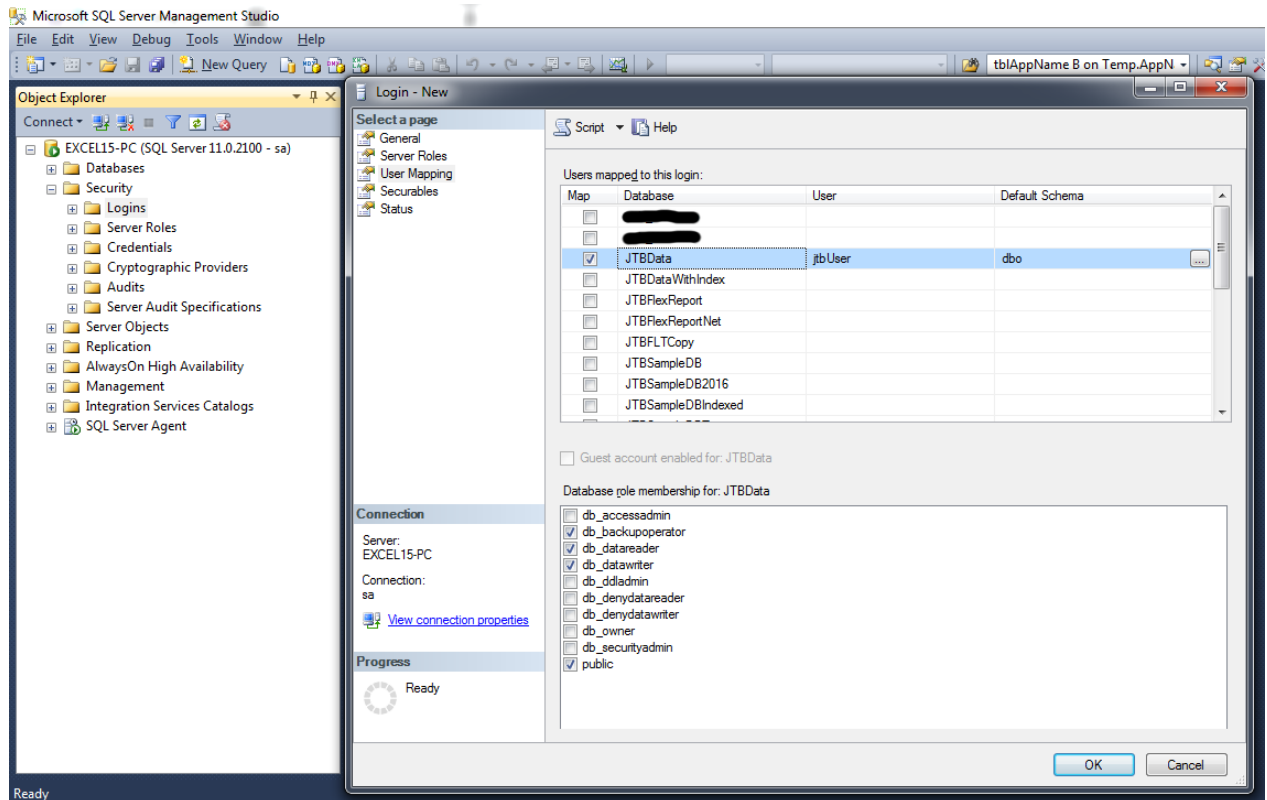 Microsoft SQL Server Management Studio
File Edit View Debug Tools Window Help
New Query tblAppName B on Temp.AppN
Object Explorer
Connect
EXCEL15-PC (SQL Server 11.0.2100 - sa)
Databases
Security
Logins
Server Roles
Credentials
Cryptographic Providers
Audits
Server Audit Specifications
Server Objects
Replication
AlwaysOn High Availability
Management
Integration Services Catalogs
SQL Server Agent
Login - New
Select a page
General
Server Roles
User Mapping
Securables
Status
Script Help
Users mapped to this login:
Map Database User Default Schema
JTBData jtbUser dbo ...
JTBDataWithIndex
JTBFlexReport
JTBFlexReportNet
JTBFLTCopy
JTBSampleDB
JTBSampleDB2016
JTBSampleDBIndexed
Guest account enabled for: JTBData
Database role membership for: JTBData
db_accessadmin
db_backupoperator
db_datareader
db_datawriter
db_ddladmin
db_denydatareader
db_denydatawriter
db_owner
db_securityadmin
public
Connection
Server:
EXCEL15-PC
Connection:
sa
View connection properties
Progress
Ready
OK Cancel
Ready